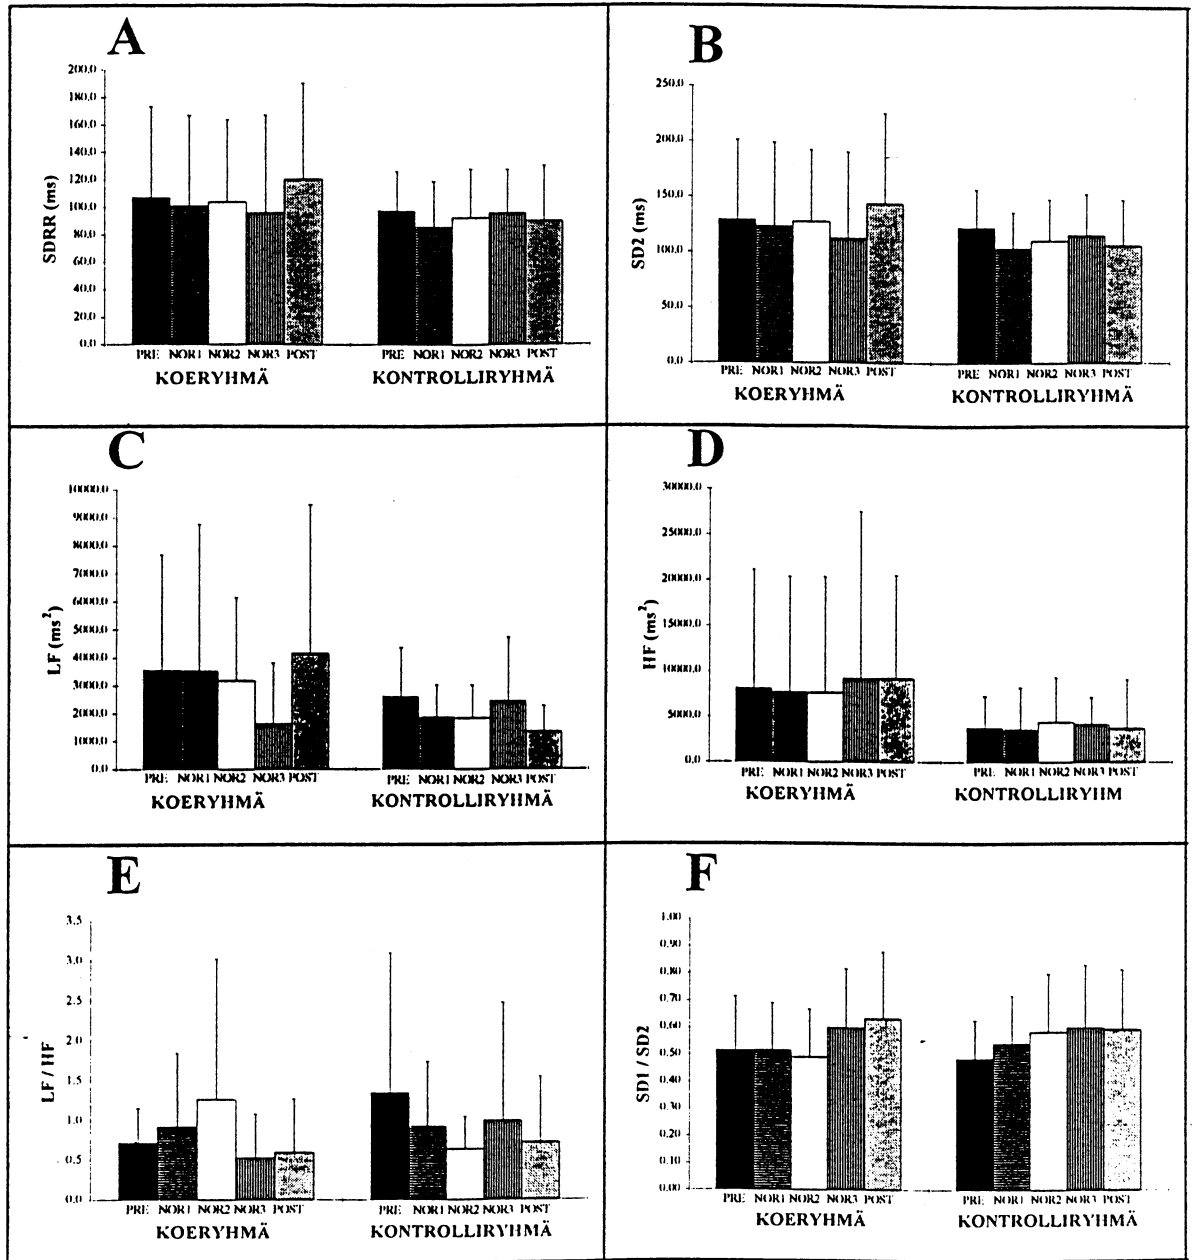 A
200.0
180.0
160.0
140.0
120.0
100.0
80.0
60.0
40.0
20.0
0.0
SDRR (ms)
PRE NOR1 NOR2 NOR3 POST PRE NOR1 NOR2 NOR3 POST
KOERYHMÄ KONTROLLIRYHMÄ
B
250.0
200.0
150.0
100.0
50.0
0.0
SD2 (ms)
PRE NOR1 NOR2 NOR3 POST PRE NOR1 NOR2 NOR3 POST
KOERYHMÄ KONTROLLIRYHMÄ
C
10000.0
9000.0
8000.0
7000.0
6000.0
5000.0
4000.0
3000.0
2000.0
1000.0
0.0
LF (ms²)
PRE NOR1 NOR2 NOR3 POST PRE NOR1 NOR2 NOR3 POST
KOERYHMÄ KONTROLLIRYHMÄ
D
30000.0
25000.0
20000.0
15000.0
10000.0
5000.0
0.0
HF (ms²)
PRE NOR1 NOR2 NOR3 POST PRE NOR1 NOR2 NOR3 POST
KOERYHMÄ KONTROLLIRYHM
E
3.5
3.0
2.5
2.0
1.5
1.0
0.5
0.0
LF / HF
PRE NOR1 NOR2 NOR3 POST PRE NOR1 NOR2 NOR3 POST
KOERYHMÄ KONTROLLIRYHMÄ
F
1.00
0.90
0.80
0.70
0.60
0.50
0.40
0.30
0.20
0.10
0.00
SD1 / SD2
PRE NOR1 NOR2 NOR3 POST PRE NOR1 NOR2 NOR3 POST
KOERYHMÄ KONTROLLIRYHMÄ